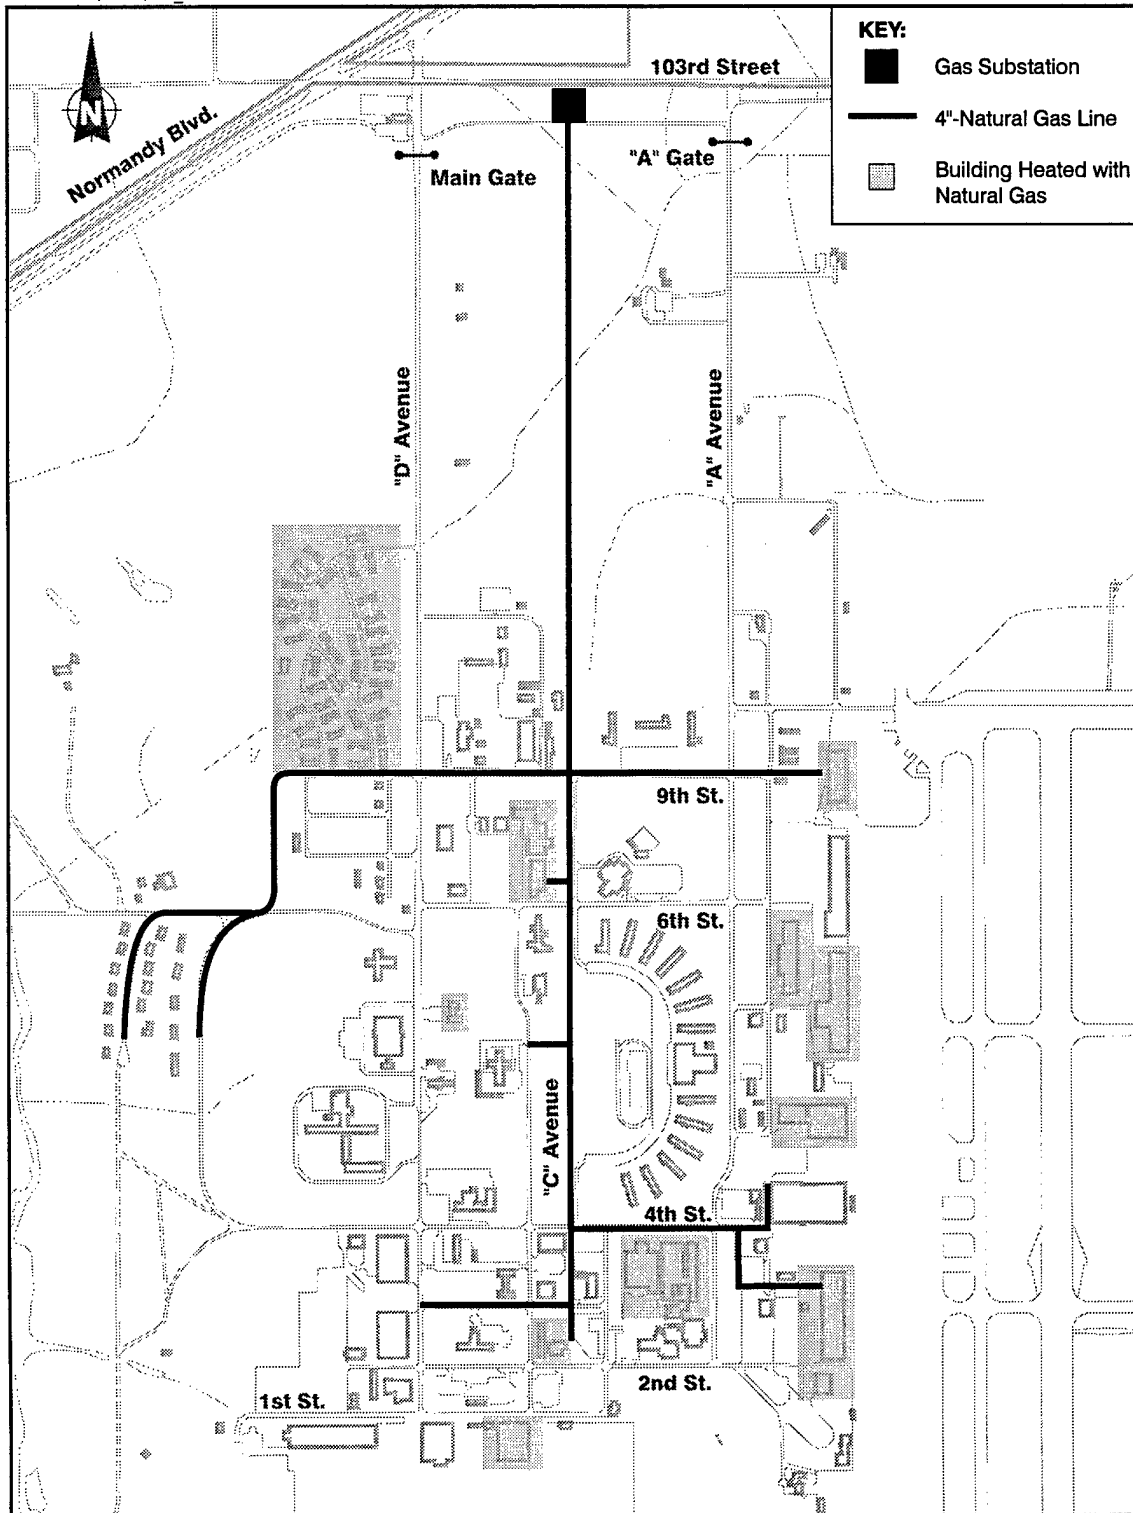 KEY:
Gas Substation
4"-Natural Gas Line
Building Heated with
Natural Gas
103rd Street
N
Normandy Blvd.
Main Gate
"A" Gate
"D" Avenue
"A" Avenue
9th St.
6th St.
"C" Avenue
4th St.
2nd St.
1st St.